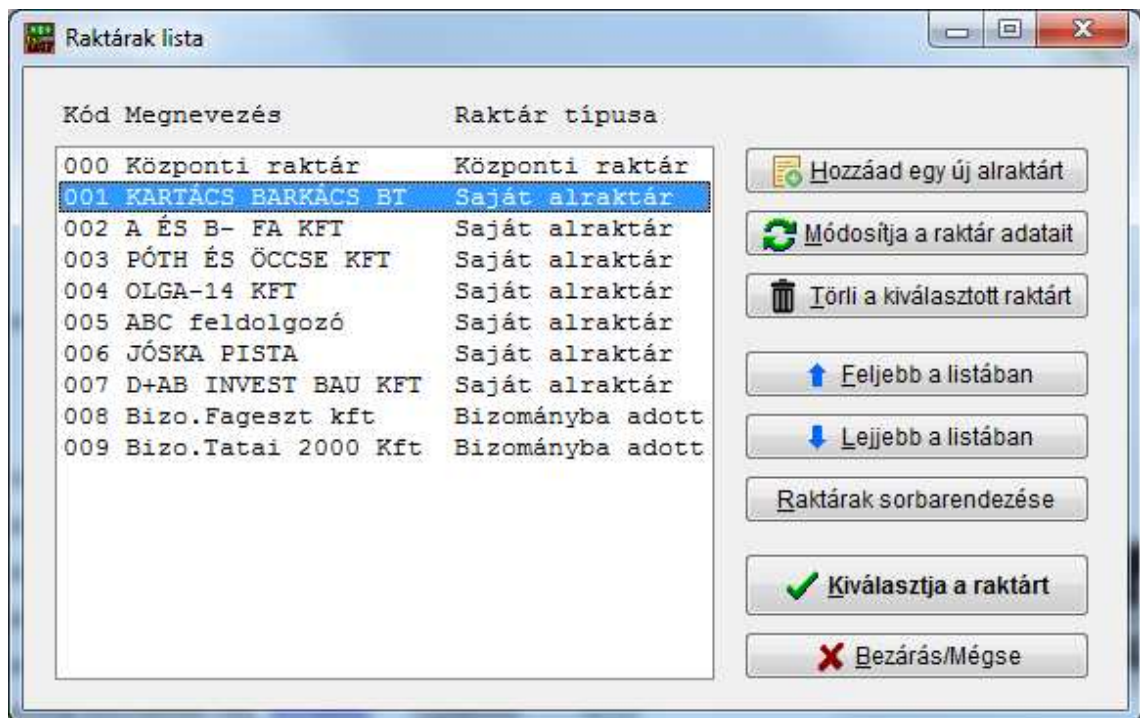 Raktárak lista
Kód Megnevezés Raktár típusa
000 Központi raktár Központi raktár
001 KARTÁCS BARKÁCS BT Saját alraktár
002 A ÉS B- FA KFT Saját alraktár
003 PÓTH ÉS ÖCCSE KFT Saját alraktár
004 OLGA-14 KFT Saját alraktár
005 ABC feldolgozó Saját alraktár
006 JÓSKA PISTA Saját alraktár
007 D+AB INVEST BAU KFT Saját alraktár
008 Bizo.Fageszt kft Bizományba adott
009 Bizo.Tatai 2000 Kft Bizományba adott
Hozzáad egy új alraktárt
Módosítja a raktár adatait
Törli a kiválasztott raktárt
Feljebb a listában
Lejjebb a listában
Raktárak sorbarendezése
Kiválasztja a raktárt
Bezárás/Mégse